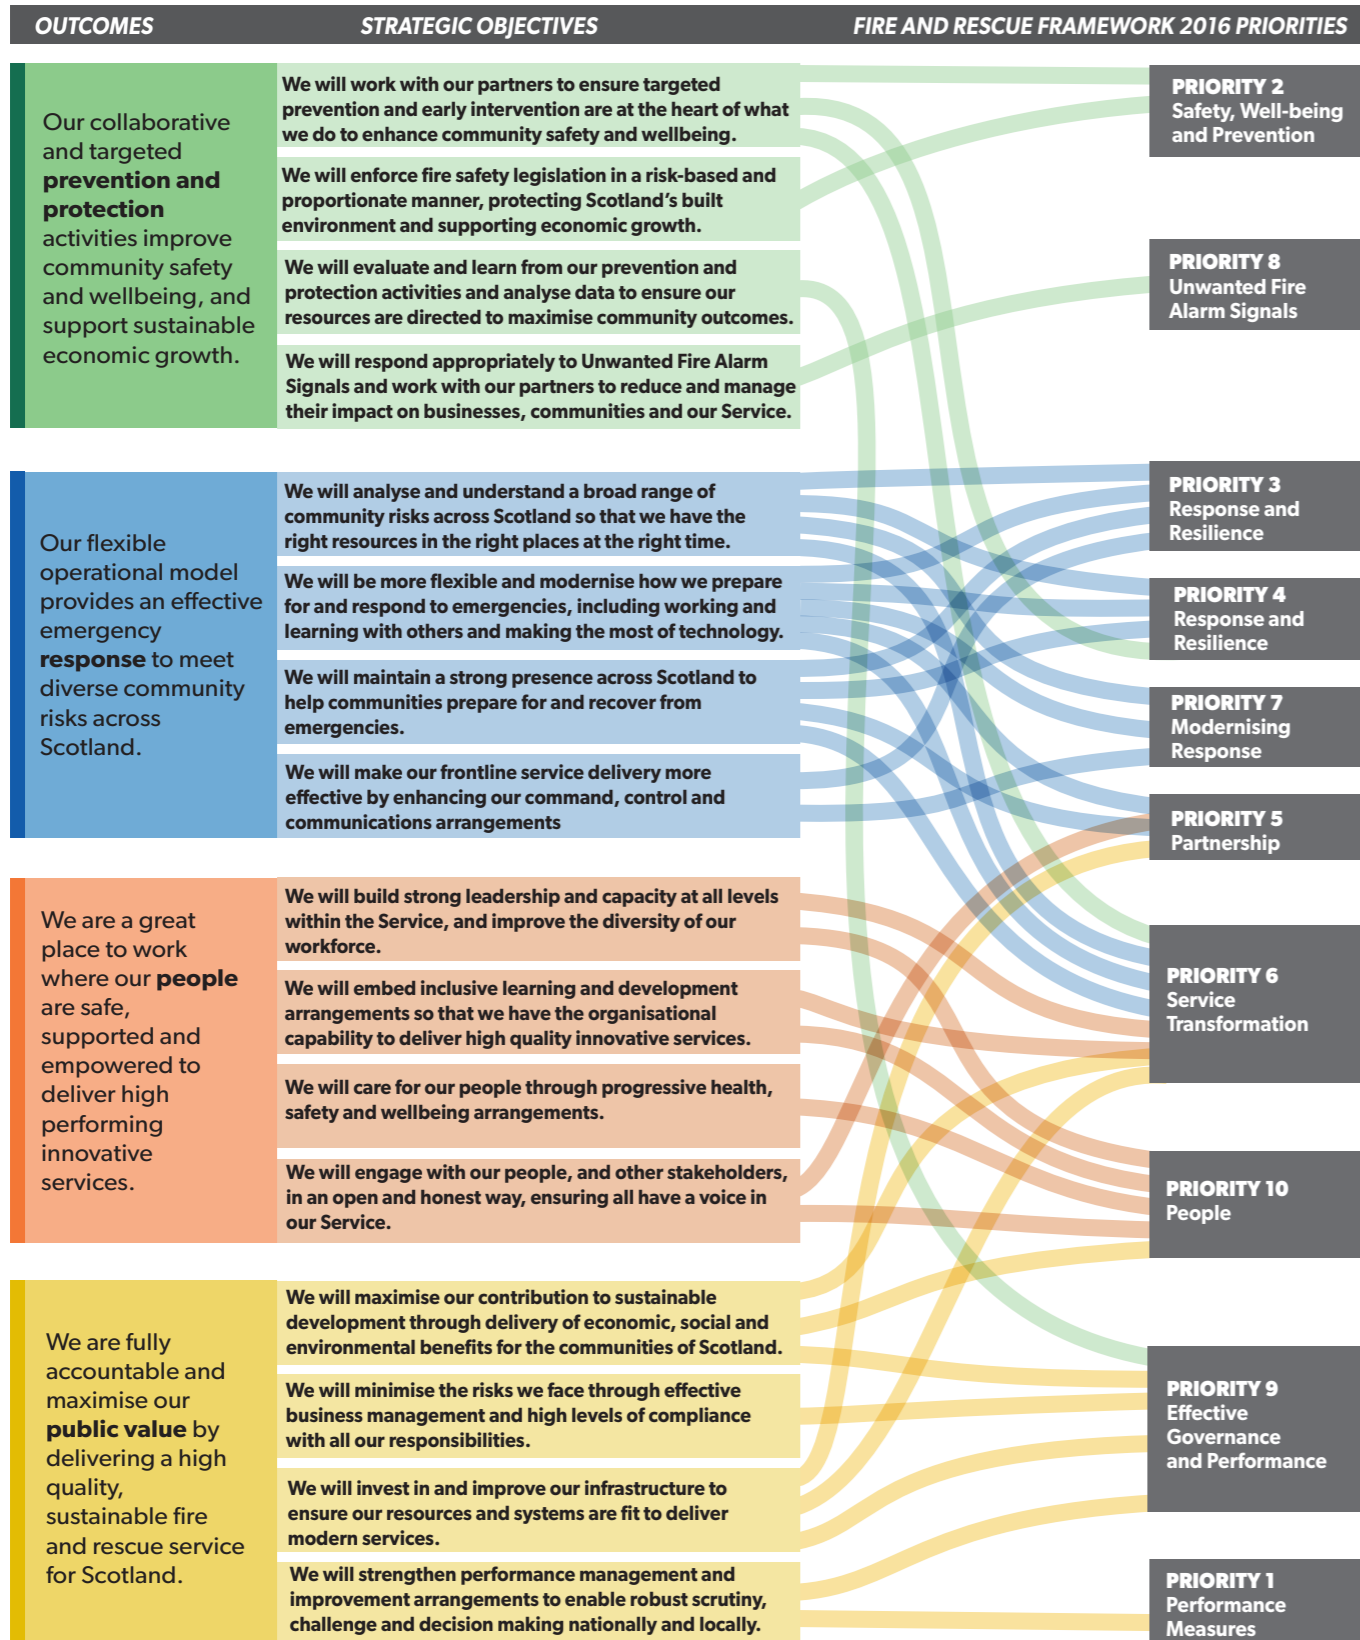 OUTCOMES
STRATEGIC OBJECTIVES
FIRE AND RESCUE FRAMEWORK 2016 PRIORITIES
Our collaborative
and targeted
prevention and
protection
activities improve
community safety
and wellbeing, and
support sustainable
economic growth.
We will work with our partners to ensure targeted
prevention and early intervention are at the heart of what
we do to enhance community safety and wellbeing.
We will enforce fire safety legislation in a risk-based and
proportionate manner, protecting Scotland's built
environment and supporting economic growth.
We will evaluate and learn from our prevention and
protection activities and analyse data to ensure our
resources are directed to maximise community outcomes.
We will respond appropriately to Unwanted Fire Alarm
Signals and work with our partners to reduce and manage
their impact on businesses, communities and our Service.
Our flexible
operational model
provides an effective
emergency
response to meet
diverse community
risks across
Scotland.
We will analyse and understand a broad range of
community risks across Scotland so that we have the
right resources in the right places at the right time.
We will be more flexible and modernise how we prepare
for and respond to emergencies, including working and
learning with others and making the most of technology.
We will maintain a strong presence across Scotland to
help communities prepare for and recover from
emergencies.
We will make our frontline service delivery more
effective by enhancing our command, control and
communications arrangements
We are a great
place to work
where our people
are safe,
supported and
empowered to
deliver high
performing
innovative
services.
We will build strong leadership and capacity at all levels
within the Service, and improve the diversity of our
workforce.
We will embed inclusive learning and development
arrangements so that we have the organisational
capability to deliver high quality innovative services.
We will care for our people through progressive health,
safety and wellbeing arrangements.
We will engage with our people, and other stakeholders,
in an open and honest way, ensuring all have a voice in
our Service.
We are fully
accountable and
maximise our
public value by
delivering a high
quality,
sustainable fire
and rescue service
for Scotland.
We will maximise our contribution to sustainable
development through delivery of economic, social and
environmental benefits for the communities of Scotland.
We will minimise the risks we face through effective
business management and high levels of compliance
with all our responsibilities.
We will invest in and improve our infrastructure to
ensure our resources and systems are fit to deliver
modern services.
We will strengthen performance management and
improvement arrangements to enable robust scrutiny,
challenge and decision making nationally and locally.
PRIORITY 2
Safety, Well-being
and Prevention
PRIORITY 8
Unwanted Fire
Alarm Signals
PRIORITY 3
Response and
Resilience
PRIORITY 4
Response and
Resilience
PRIORITY 7
Modernising
Response
PRIORITY 5
Partnership
PRIORITY 6
Service
Transformation
PRIORITY 10
People
PRIORITY 9
Effective
Governance
and Performance
PRIORITY 1
Performance
Measures